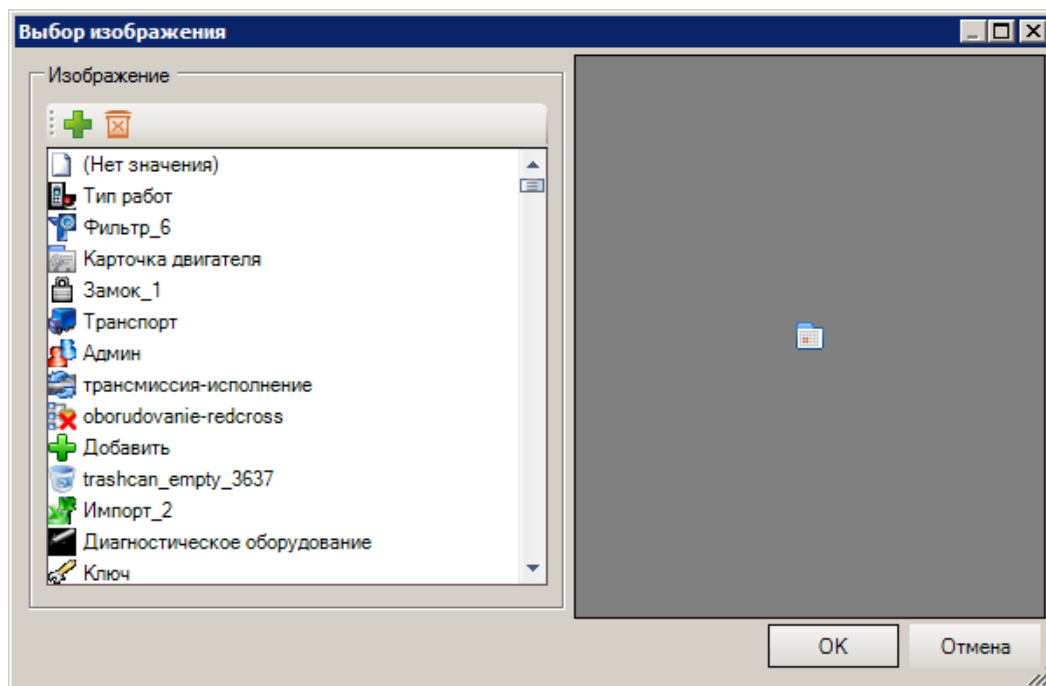 Выбор изображения
Изображение
(Нет значения)
Тип работ
Фильтр_6
Карточка двигателя
Замок_1
Транспорт
Админ
трансмиссия-исполнение
oborudovanie-redcross
Добавить
trashcan_empty_3637
Импорт_2
Диагностическое оборудование
Ключ
OK
Отмена